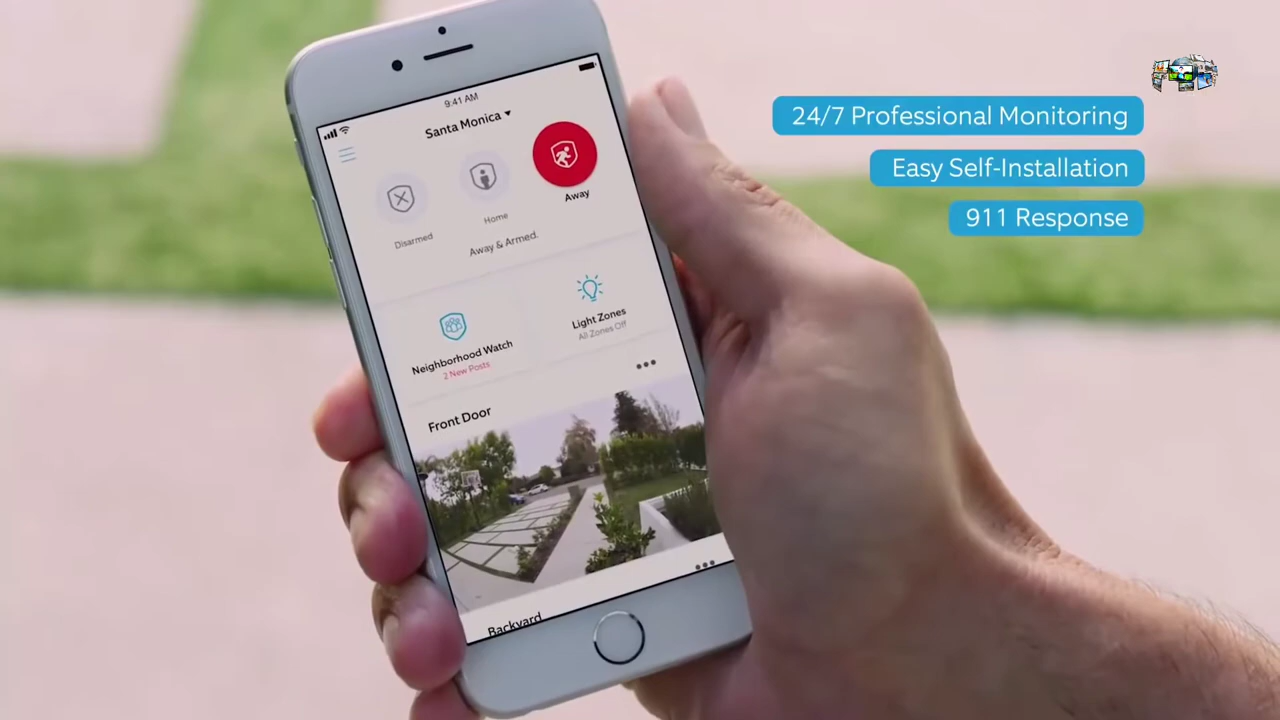 9:41 AM
Santa Monica
Disarmed
Home
Away
Away & Armed.
Neighborhood Watch
2 New Posts
Light Zones
All Zones Off
Front Door
Backyard
24/7 Professional Monitoring
Easy Self-Installation
911 Response